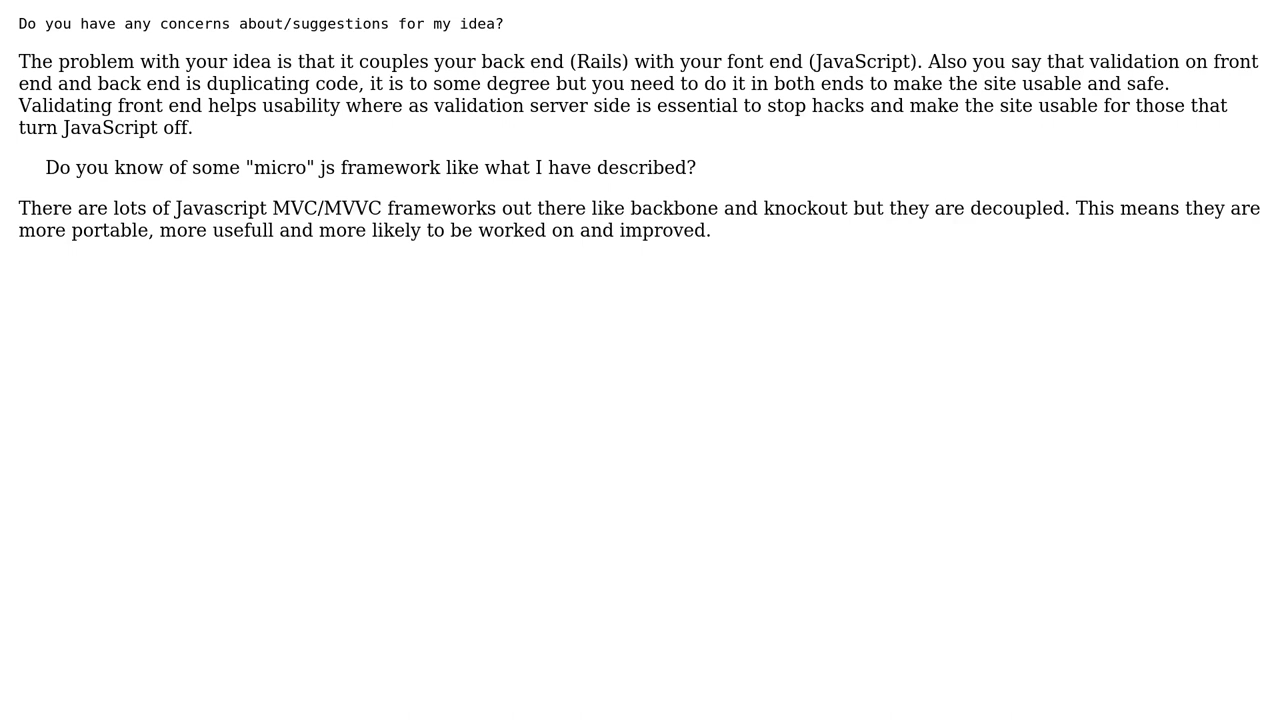 Do you have any concerns about/suggestions for my idea?
The problem with your idea is that it couples your back end (Rails) with your font end (JavaScript). Also you say that validation on front
end and back end is duplicating code, it is to some degree but you need to do it in both ends to make the site usable and safe.
Validating front end helps usability where as validation server side is essential to stop hacks and make the site usable for those that
turn JavaScript off.
Do you know of some "micro" js framework like what I have described?
There are lots of Javascript MVC/MVVC frameworks out there like backbone and knockout but they are decoupled. This means they are
more portable, more usefull and more likely to be worked on and improved.